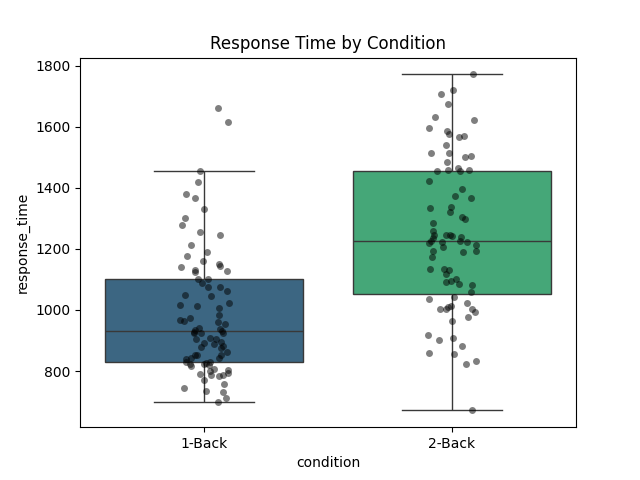 Response Time by Condition
1800
1600
1400
1200
1000
800
response_time
1-Back
2-Back
condition